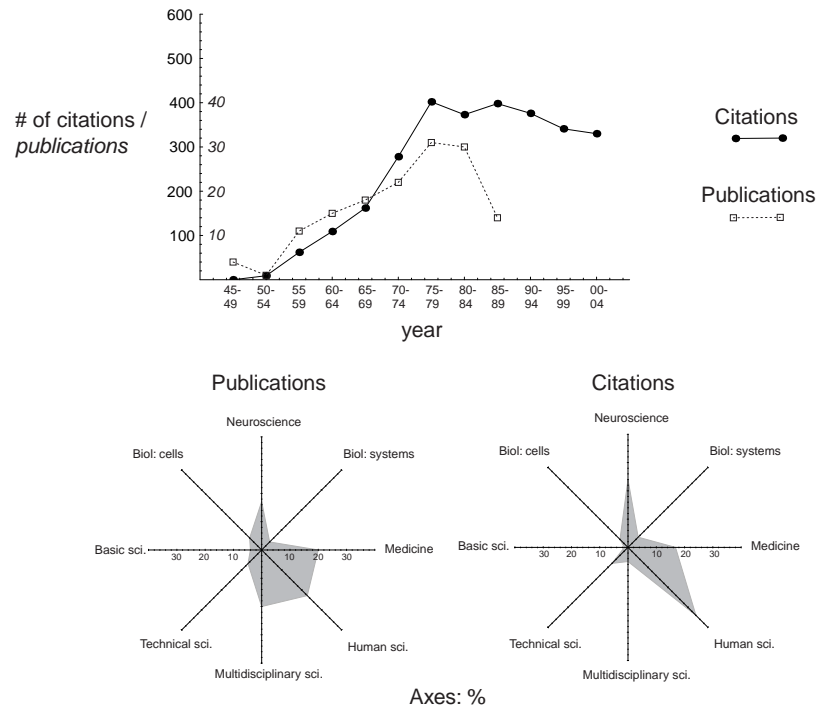 600
500
400
40
# of citations /
publications
300
30
200
20
100
10
Citations
Publications
45-
49
50-
54
55
59
60-
64
65-
69
70-
74
75-
79
80-
84
85-
89
90-
94
95-
99
00-
04
year
Publications
Neuroscience
Biol: cells
Biol: systems
Basic sci.
30
20
10
10
20
30
Medicine
Technical sci.
Human sci.
Multidisciplinary sci.
Citations
Neuroscience
Biol: cells
Biol: systems
Basic sci.
30
20
10
10
20
30
Medicine
Technical sci.
Human sci.
Multidisciplinary sci.
Axes: %